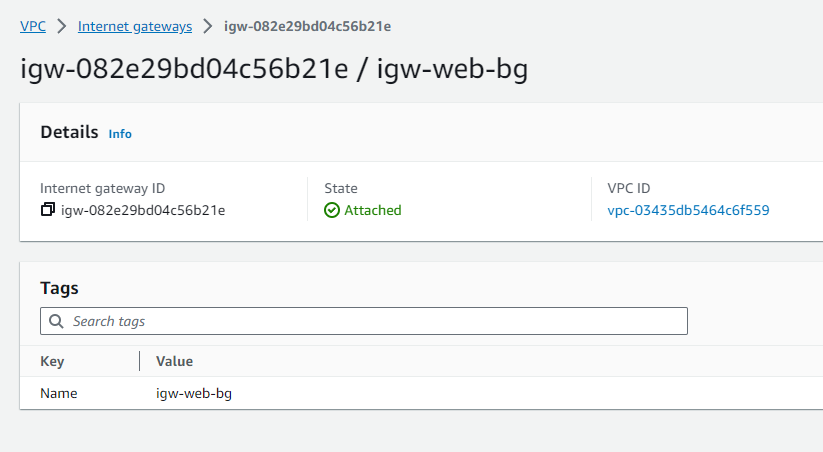 VPC > Internet gateways > igw-082e29bd04c56b21e
igw-082e29bd04c56b21e / igw-web-bg
Details Info
Internet gateway ID State VPC ID
igw-082e29bd04c56b21e Attached vpc-03435db5464c6f559
Tags
Search tags
Key Value
Name igw-web-bg